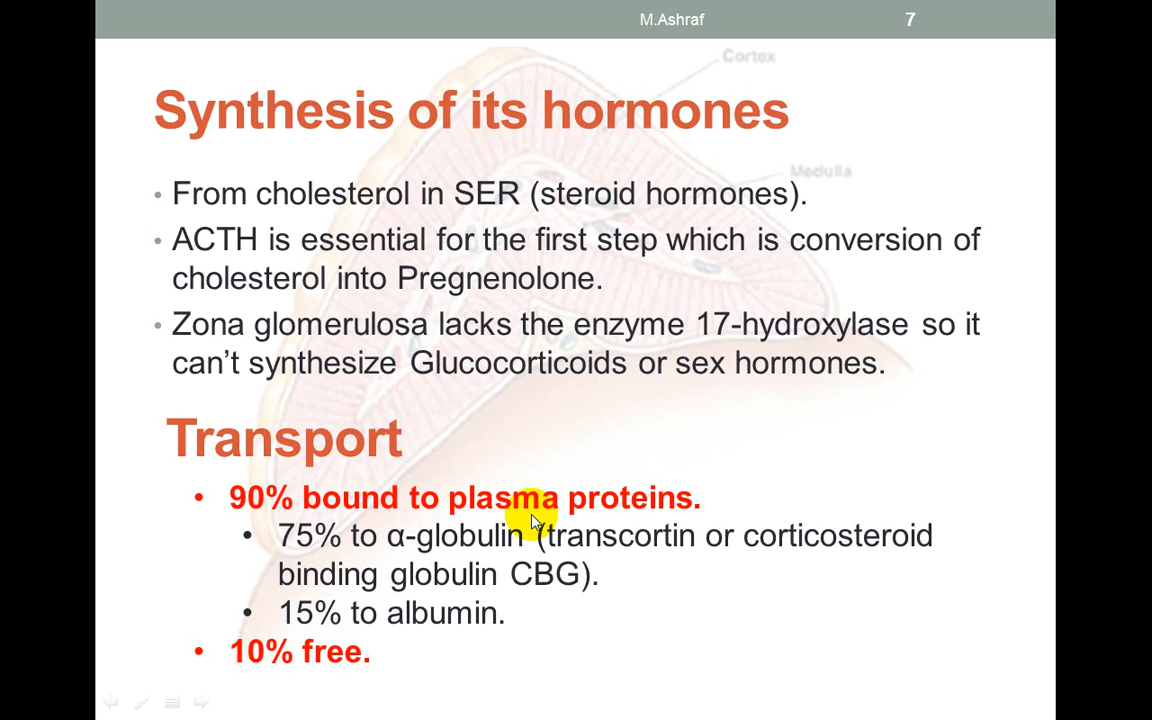 M.Ashraf 7
Cortex
Synthesis of its hormones
Medulla
• From cholesterol in SER (steroid hormones).
• ACTH is essential for the first step which is conversion of
cholesterol into Pregnenolone.
• Zona glomerulosa lacks the enzyme 17-hydroxylase so it
can’t synthesize Glucocorticoids or sex hormones.
Transport
• 90% bound to plasma proteins.
• 75% to α-globulin (transcortin or corticosteroid
binding globulin CBG).
• 15% to albumin.
• 10% free.